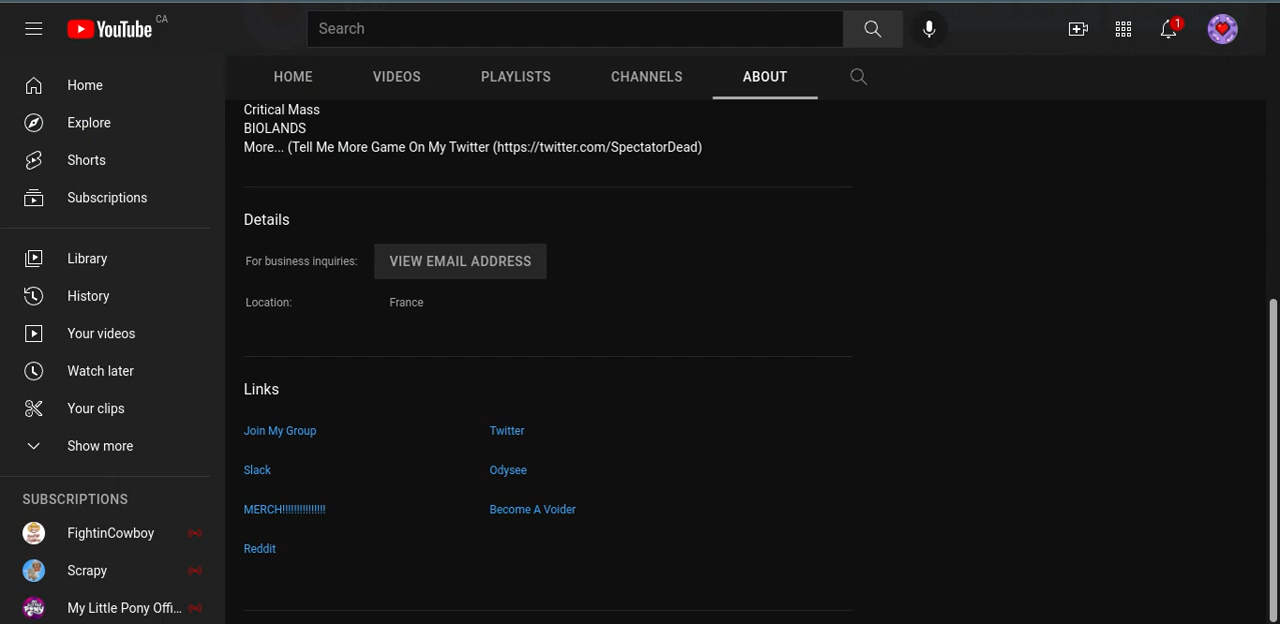 YouTube CA
Search
1
Home
Explore
Shorts
Subscriptions
Library
History
Your videos
Watch later
Your clips
Show more
SUBSCRIPTIONS
FightinCowboy
Scrapy
My Little Pony Offi...
HOME VIDEOS PLAYLISTS CHANNELS ABOUT
Critical Mass
BIOLANDS
More... (Tell Me More Game On My Twitter (https://twitter.com/SpectatorDead)
Details
For business inquiries: VIEW EMAIL ADDRESS
Location: France
Links
Join My Group Twitter
Slack Odysee
MERCH!!!!!!!!!!!!!!! Become A Voider
Reddit